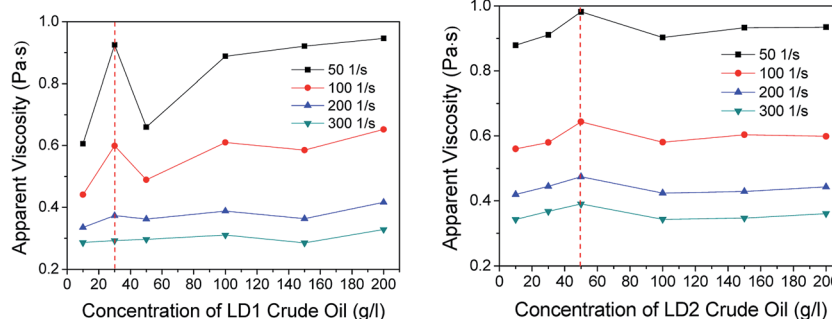 1.0
0.8
0.6
0.4
0.2
Apparent Viscosity (Pa·s)
50 1/s
100 1/s
200 1/s
300 1/s
0 20 40 60 80 100 120 140 160 180 200
Concentration of LD1 Crude Oil (g/l)
1.0
0.8
0.6
0.4
0.2
Apparent Viscosity (Pa·s)
50 1/s
100 1/s
200 1/s
300 1/s
0 20 40 60 80 100 120 140 160 180 200
Concentration of LD2 Crude Oil (g/l)